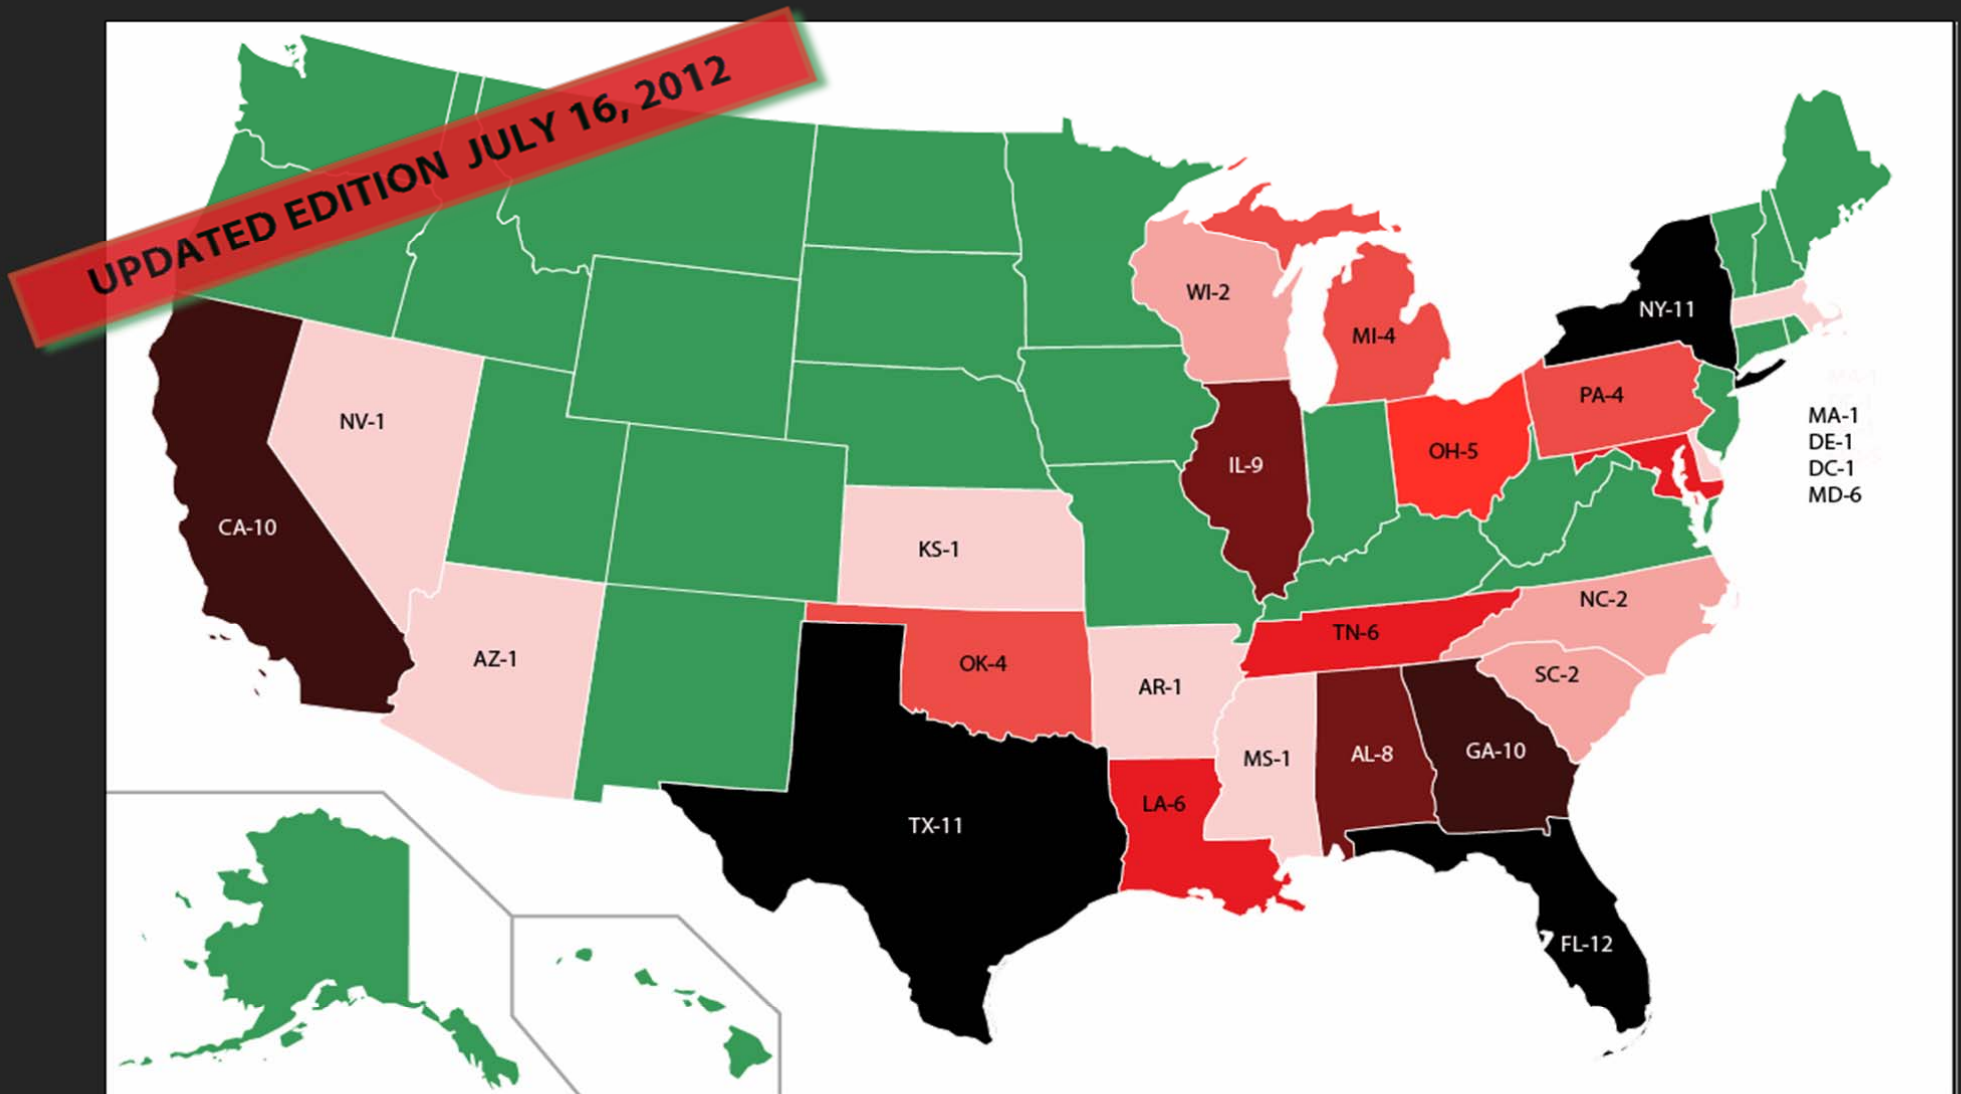 UPDATED EDITION JULY 16, 2012
WI-2
NY-11
MI-4
PA-4
NV-1
MA-1
DE-1
DC-1
MD-6
OH-5
IL-9
CA-10
KS-1
NC-2
TN-6
AZ-1
OK-4
SC-2
AR-1
MS-1
AL-8
GA-10
LA-6
TX-11
FL-12